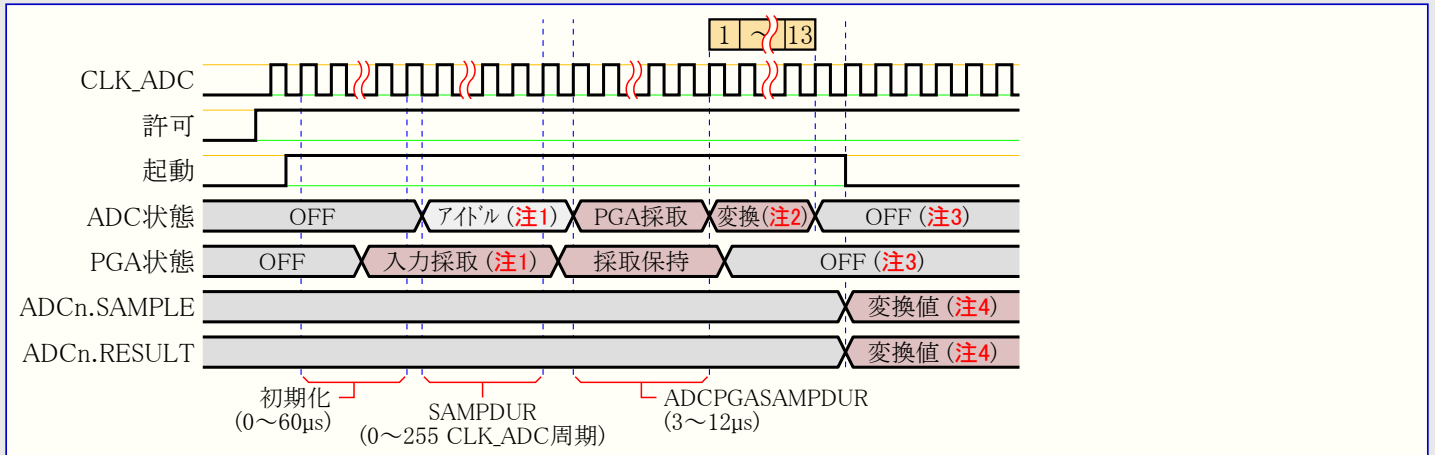 1 ～ 13
CLK_ADC
許可
起動
ADC状態 OFF ｱｲﾄﾞﾙ (注1) PGA採取 変換(注2) OFF (注3)
PGA状態 OFF 入力採取 (注1) 採取保持 OFF (注3)
ADCn.SAMPLE 変換値 (注4)
ADCn.RESULT 変換値 (注4)
初期化
(0～60µs)
SAMPDUR
(0～255 CLK_ADC周期)
ADCPGASAMPDUR
(3～12µs)